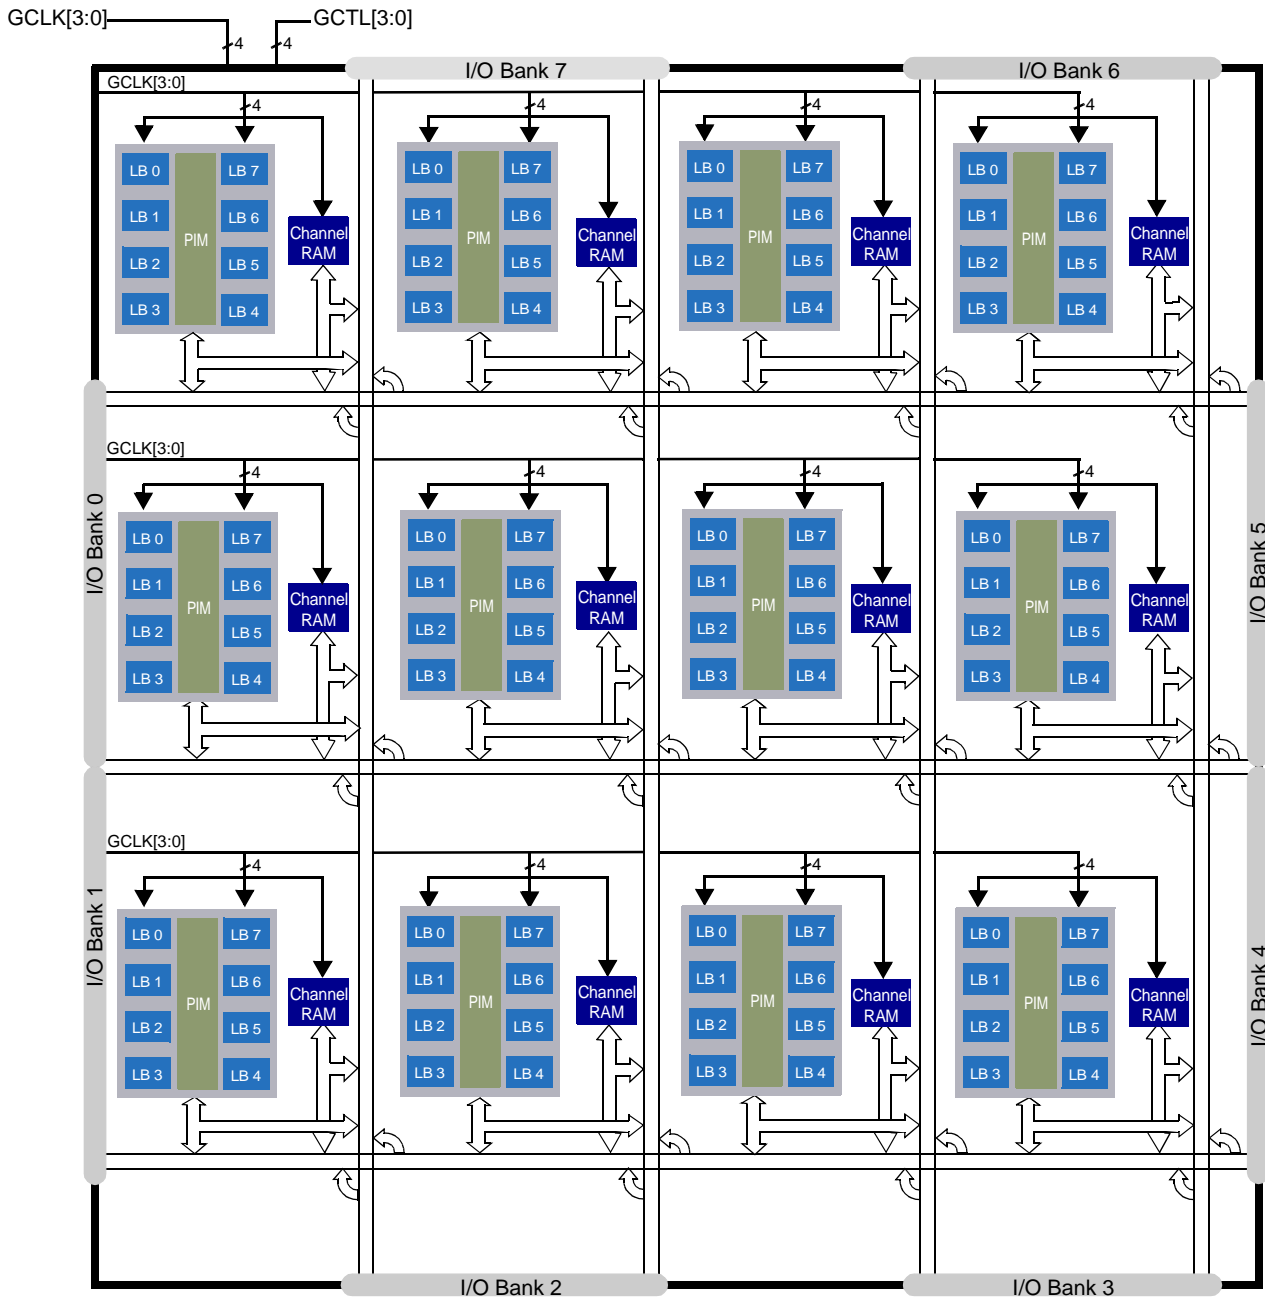 GCLK[3:0] GCTL[3:0]
4 4
I/O Bank 7 I/O Bank 6
GCLK[3:0]
4 4 4 4
LB 0 LB 7 LB 0 LB 7 LB 0 LB 7 LB 0 LB 7
LB 1 LB 6 LB 1 LB 6 LB 1 LB 6 LB 1 LB 6
PIM Channel PIM Channel PIM Channel PIM Channel
RAM RAM RAM RAM
LB 2 LB 5 LB 2 LB 5 LB 2 LB 5 LB 2 LB 5
LB 3 LB 4 LB 3 LB 4 LB 3 LB 4 LB 3 LB 4
I/O Bank 0
I/O Bank 5
GCLK[3:0]
4 4 4 4
LB 0 LB 7 LB 0 LB 7 LB 0 LB 7 LB 0 LB 7
LB 1 LB 6 LB 1 LB 6 LB 1 LB 6 LB 1 LB 6
PIM Channel PIM Channel PIM Channel PIM Channel
RAM RAM RAM RAM
LB 2 LB 5 LB 2 LB 5 LB 2 LB 5 LB 2 LB 5
LB 3 LB 4 LB 3 LB 4 LB 3 LB 4 LB 3 LB 4
I/O Bank 1
I/O Bank 4
GCLK[3:0]
4 4 4 4
LB 0 LB 7 LB 0 LB 7 LB 0 LB 7 LB 0 LB 7
LB 1 LB 6 LB 1 LB 6 LB 1 LB 6 LB 1 LB 6
PIM Channel PIM Channel PIM Channel PIM Channel
RAM RAM RAM RAM
LB 2 LB 5 LB 2 LB 5 LB 2 LB 5 LB 2 LB 5
LB 3 LB 4 LB 3 LB 4 LB 3 LB 4 LB 3 LB 4
I/O Bank 2 I/O Bank 3